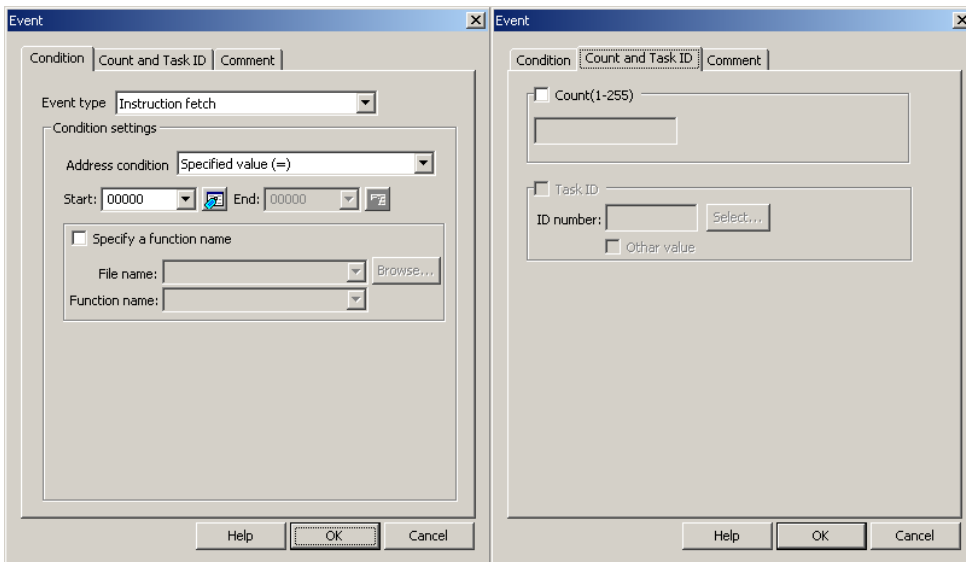 Event
Condition Count and Task ID Comment
Event type Instruction fetch
Condition settings
Address condition Specified value (=)
Start: 00000 End: 00000
Specify a function name
File name: Browse...
Function name:
Help OK Cancel
Event
Condition Count and Task ID Comment
Count(1-255)
Task ID
ID number: Select...
Othar value
Help OK Cancel